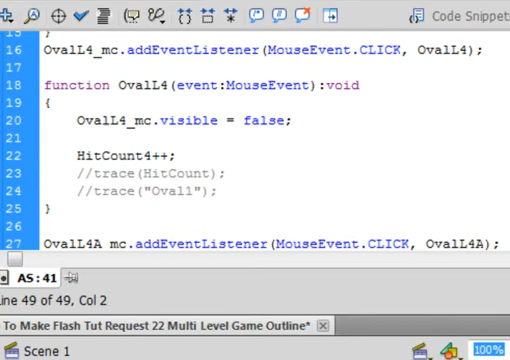 Code Snippet
15 }
16 OvalL4_mc.addEventListener(MouseEvent.CLICK, OvalL4);
17
18 function OvalL4(event:MouseEvent):void
19 {
20 OvalL4_mc.visible = false;
21
22 HitCount4++;
23 //trace(HitCount);
24 //trace("Oval1");
25 }
26
27 OvalL4A_mc.addEventListener(MouseEvent.CLICK, OvalL4A);
AS:41
Line 49 of 49, Col 2
To Make Flash Tut Request 22 Multi Level Game Outline* x
Scene 1 100%